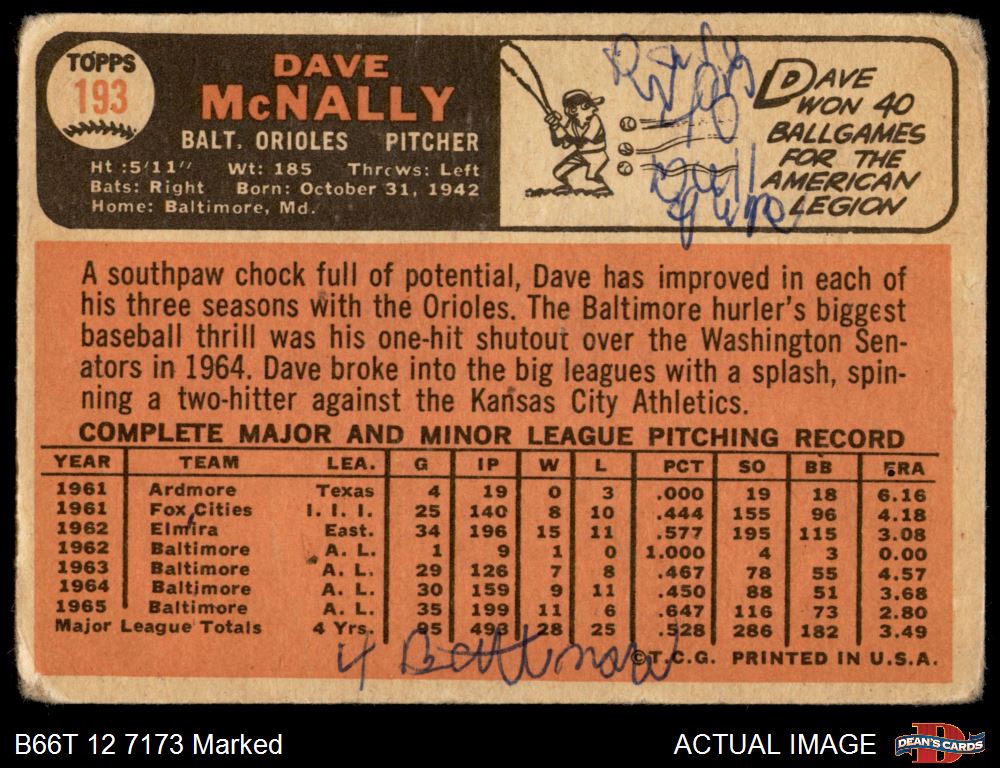 TOPPS
193
DAVE
McNALLY
BALT. ORIOLES PITCHER
Ht :5'11" Wt: 185 Throws: Left
Bats: Right Born: October 31, 1942
Home: Baltimore, Md.
DAVE
WON 40
BALLGAMES
FOR THE
AMERICAN
LEGION
A southpaw chock full of potential, Dave has improved in each of
his three seasons with the Orioles. The Baltimore hurler's biggest
baseball thrill was his one-hit shutout over the Washington Sen-
ators in 1964. Dave broke into the big leagues with a splash, spin-
ning a two-hitter against the Kansas City Athletics.
COMPLETE MAJOR AND MINOR LEAGUE PITCHING RECORD
YEAR TEAM LEA. G IP W L PCT SO BB ERA
1961 Ardmore Texas 4 19 0 3 .000 19 18 6.16
1961 Fox Cities I. I. I. 25 140 8 10 .444 155 96 4.18
1962 Elmira East. 34 196 15 11 .577 195 115 3.08
1962 Baltimore A. L. 1 9 1 0 1.000 4 3 0.00
1963 Baltimore A. L. 29 126 7 8 .467 78 55 4.57
1964 Baltimore A. L. 30 159 9 11 .450 88 51 3.68
1965 Baltimore A. L. 35 199 11 6 .647 116 73 2.80
Major League Totals 4 Yrs. 95 493 28 25 .528 286 182 3.49
©T.C.G. PRINTED IN U.S.A.
B66T 12 7173 Marked
ACTUAL IMAGE
DEAN'S CARDS